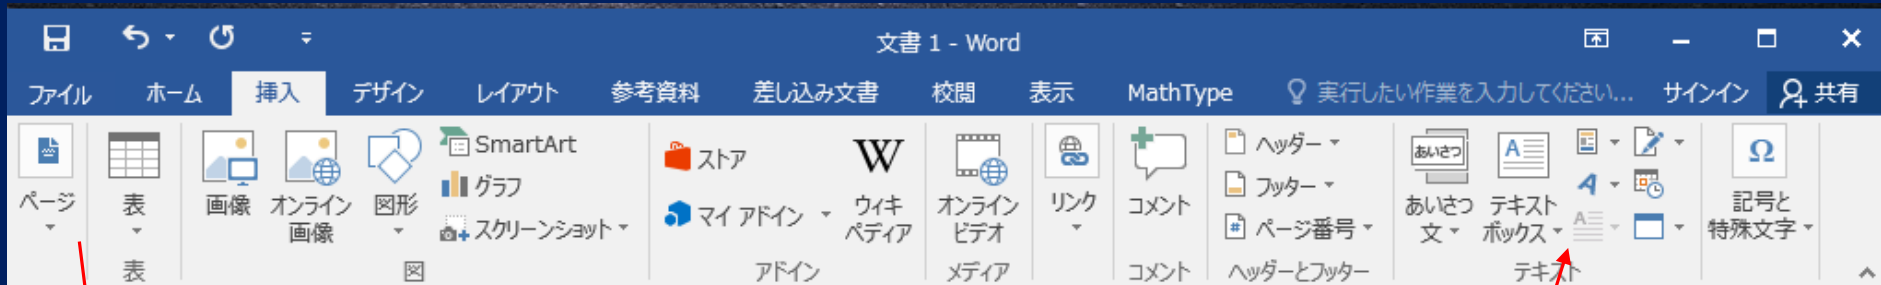 文書 1 - Word
ファイル ホーム 挿入 デザイン レイアウト 参考資料 差し込み文書 校閲 表示 MathType 実行したい作業を入力してください... サインイン 共有
ページ
表
画像
オンライン
画像
図形
SmartArt
グラフ
スクリーンショット
ストア
マイ アドイン
W
ウィキ
ペディア
オンライン
ビデオ
リンク
コメント
ヘッダー
フッター
# ページ番号
あいさつ
あいさつ
文
A
テキスト
ボックス
A
A
Ω
記号と
特殊文字
表 図 アドイン メディア コメント ヘッダーとフッター テキスト